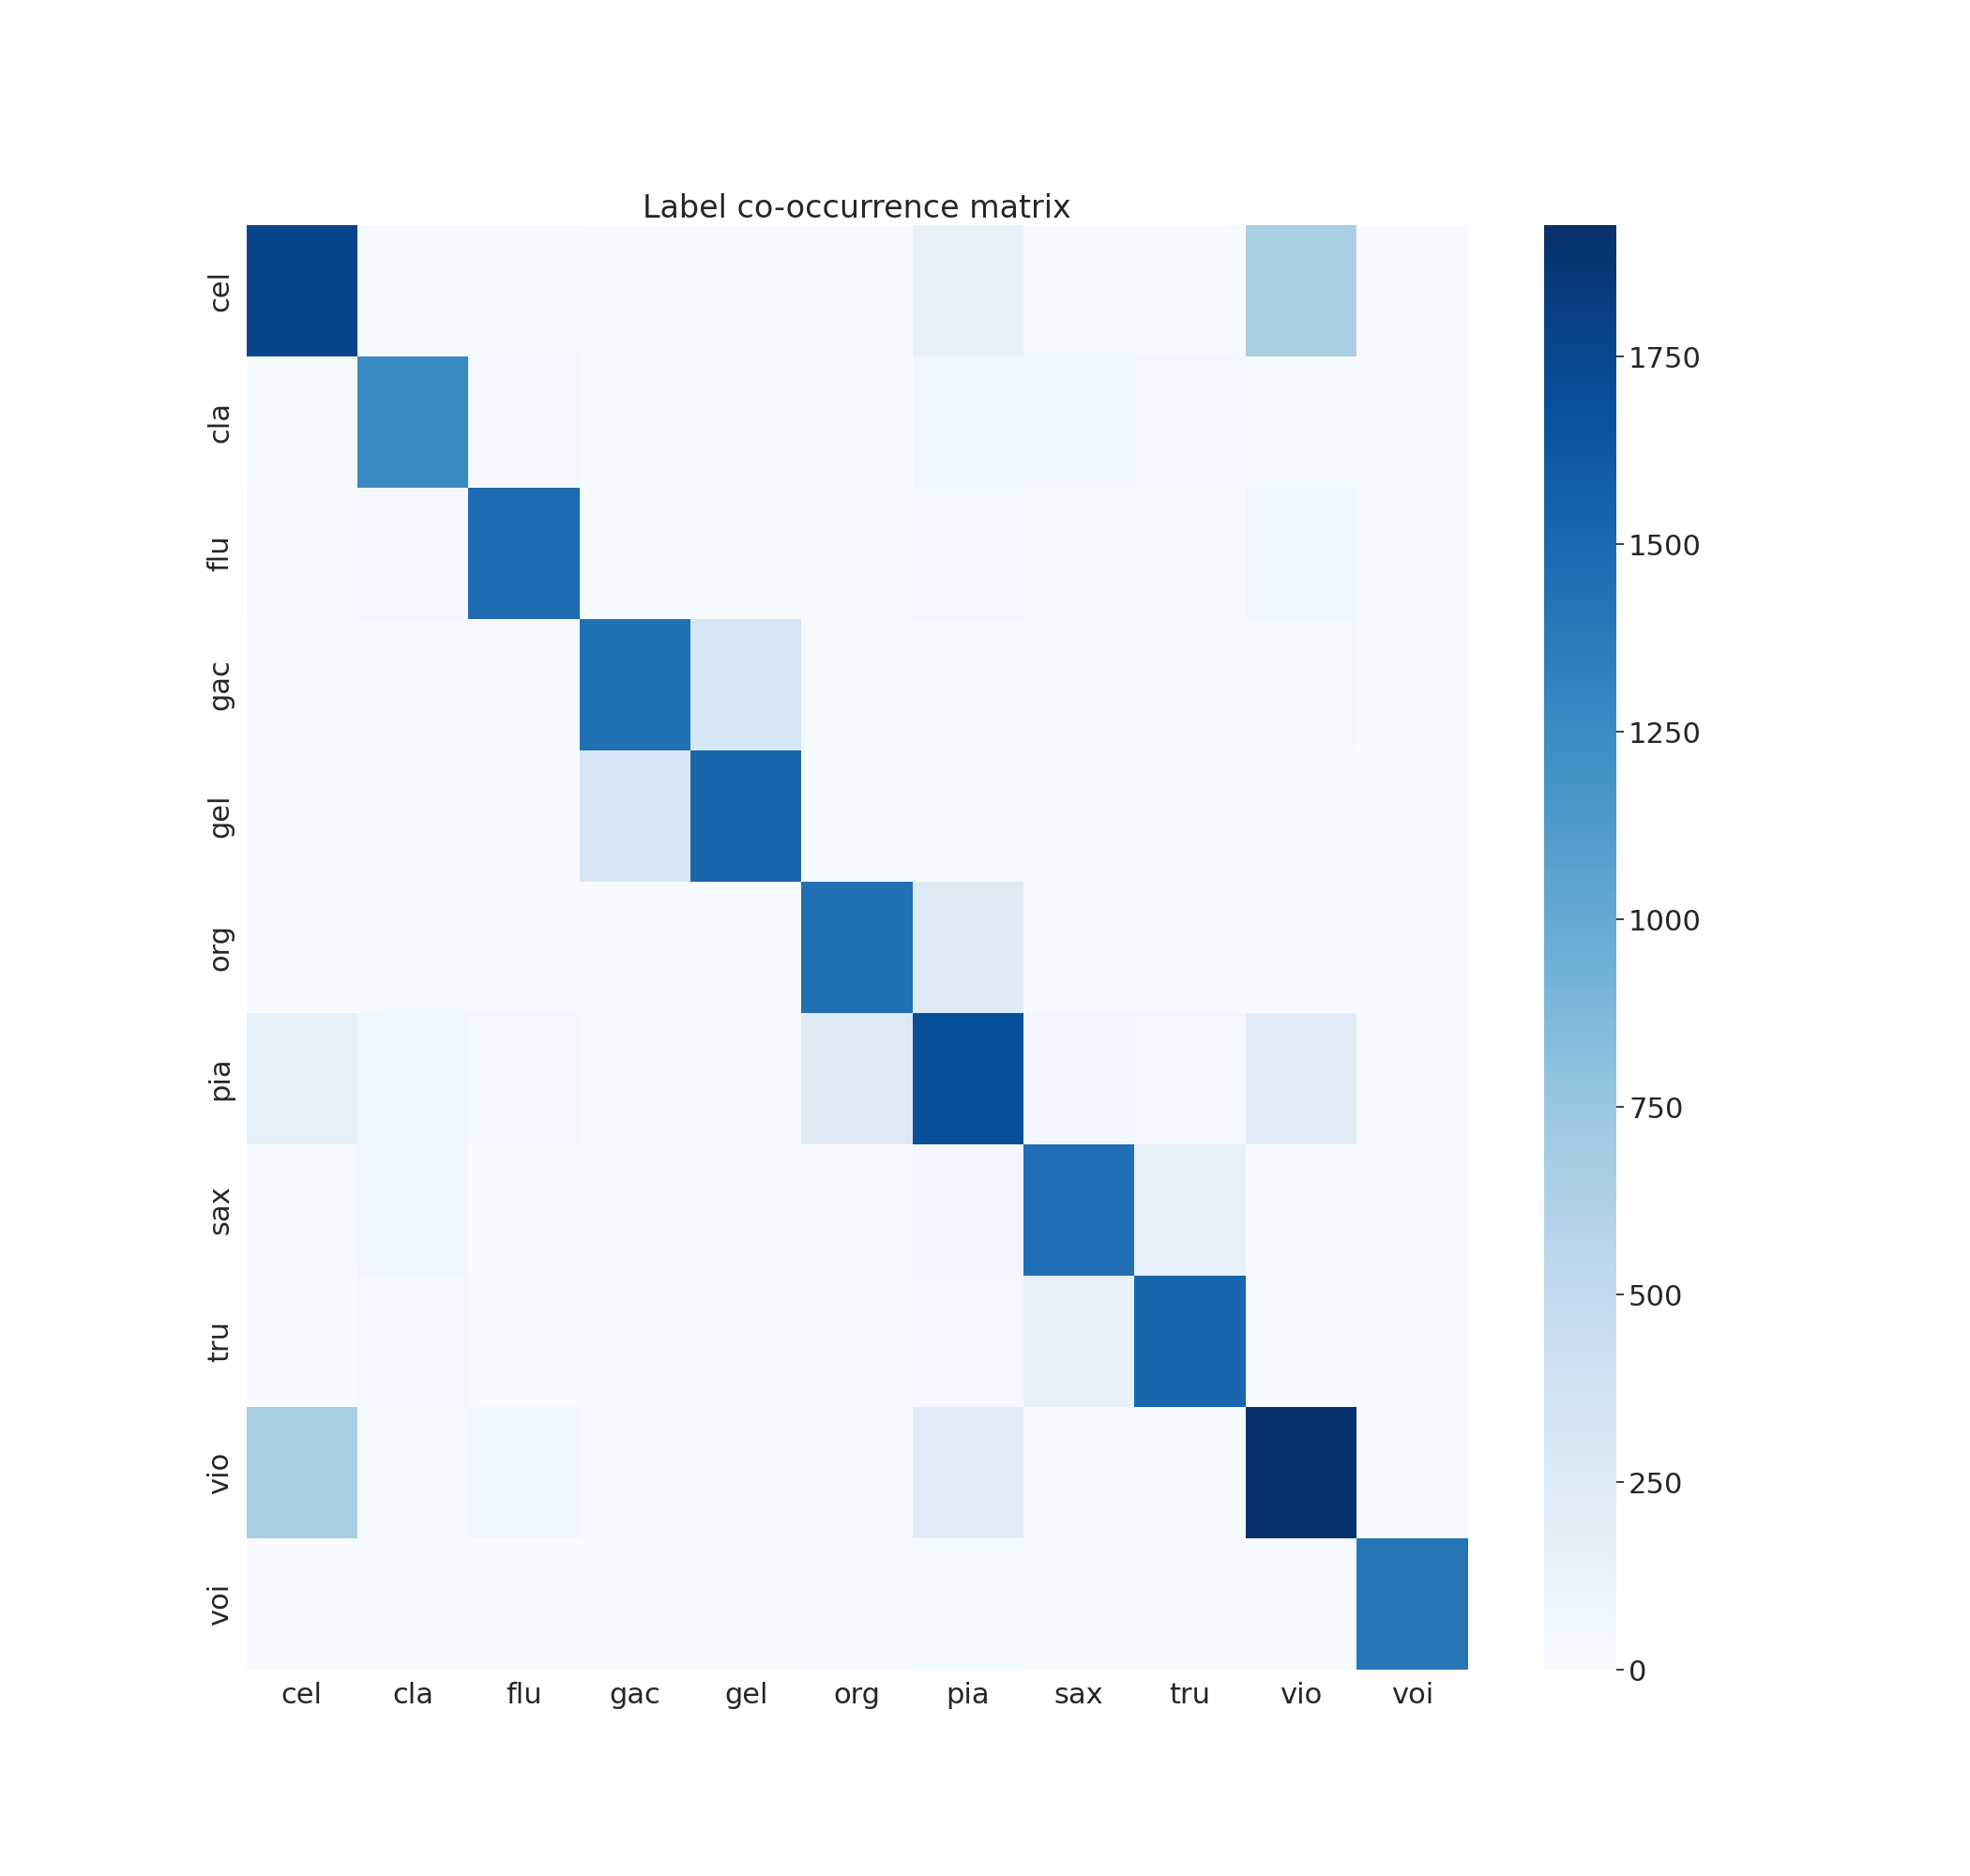 Label co-occurrence matrix
cel
cla
flu
gac
gel
org
pia
sax
tru
vio
voi
cel cla flu gac gel org pia sax tru vio voi
1750
1500
1250
1000
750
500
250
0